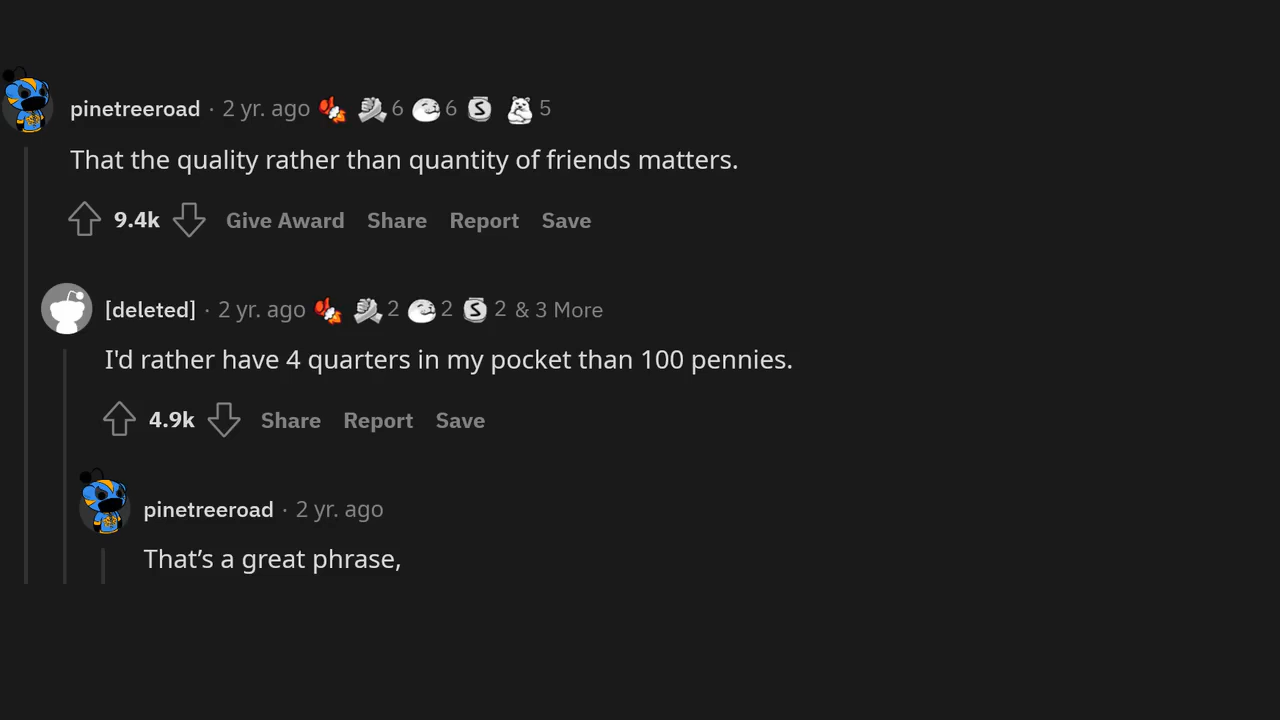 pinetreeroad · 2 yr. ago 6 6 S 5
That the quality rather than quantity of friends matters.
9.4k Give Award Share Report Save
[deleted] · 2 yr. ago 2 2 S 2 & 3 More
I'd rather have 4 quarters in my pocket than 100 pennies.
4.9k Share Report Save
pinetreeroad · 2 yr. ago
That’s a great phrase,